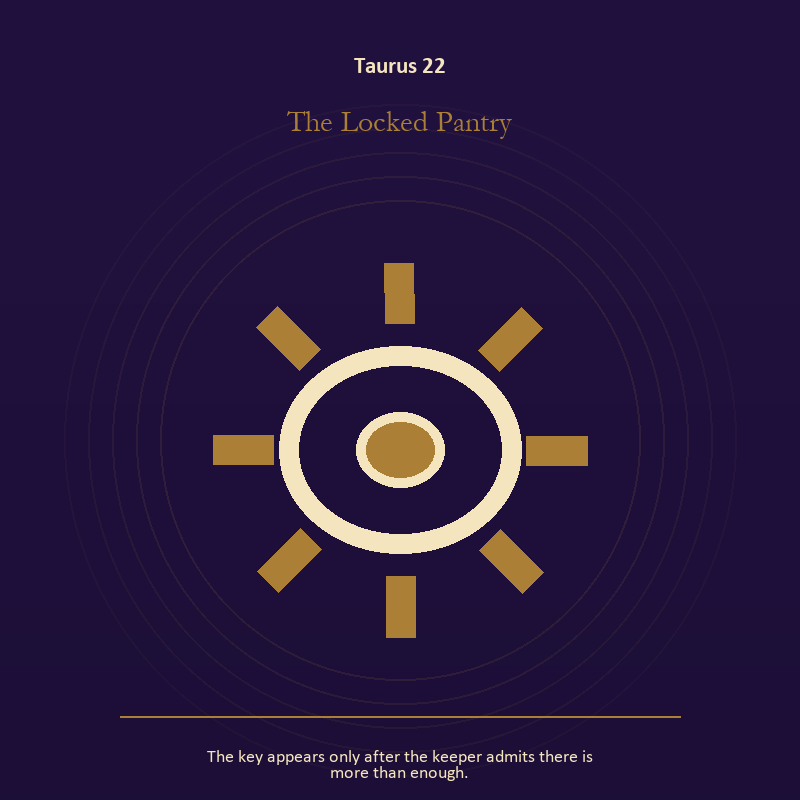 Taurus 22
The Locked Pantry
The key appears only after the keeper admits there is
more than enough.